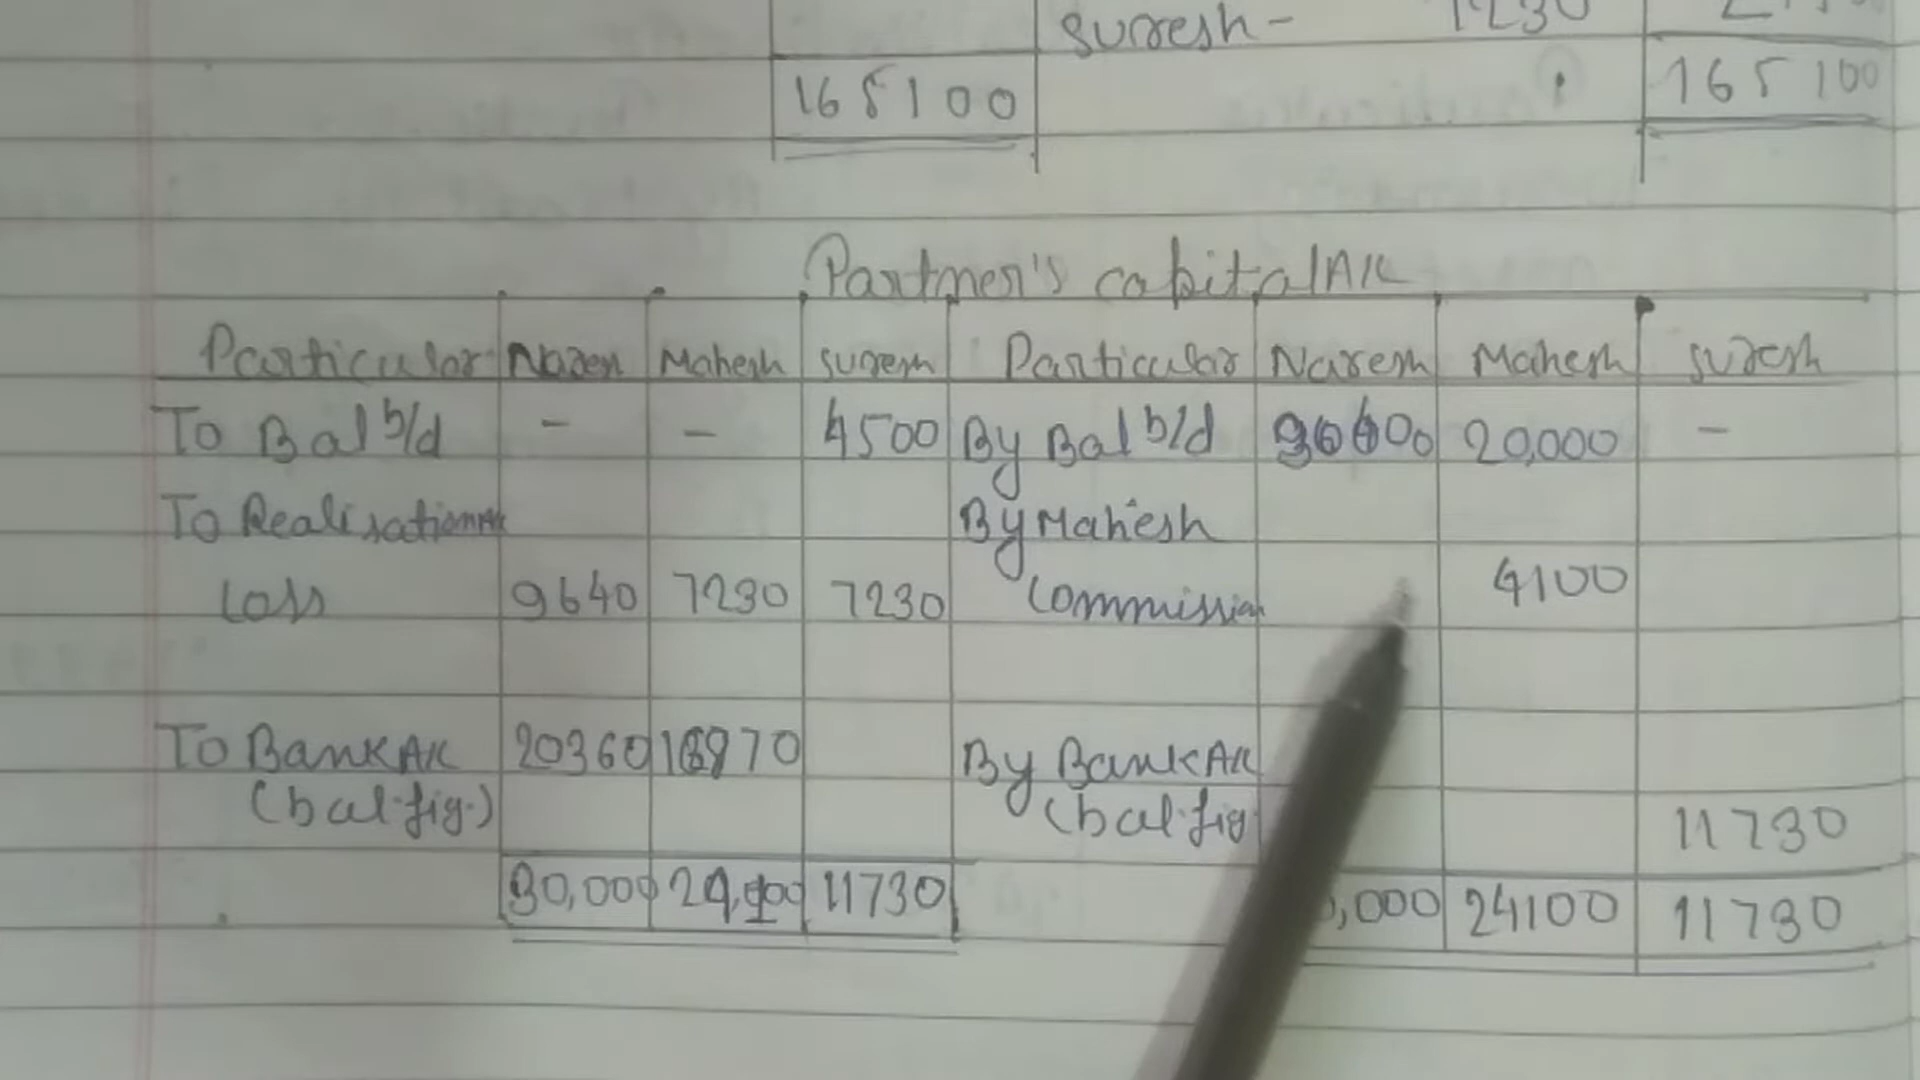 Suresh - 7230
165100 165100
Partner's capital A/c
Particular Naresh Mahesh Suresh Particular Naresh Mahesh Suresh
To Bal b/d - - 4500 By Bal b/d 20,000 -
To Realisation A/c By Mahesh
Loss 9640 7230 7230 Commission 4100
To Bank A/c 20360 16870 By Bank A/c
(bal.fig.) (bal.fig 11730
30,000 24,100 11730 ,000 24100 11730